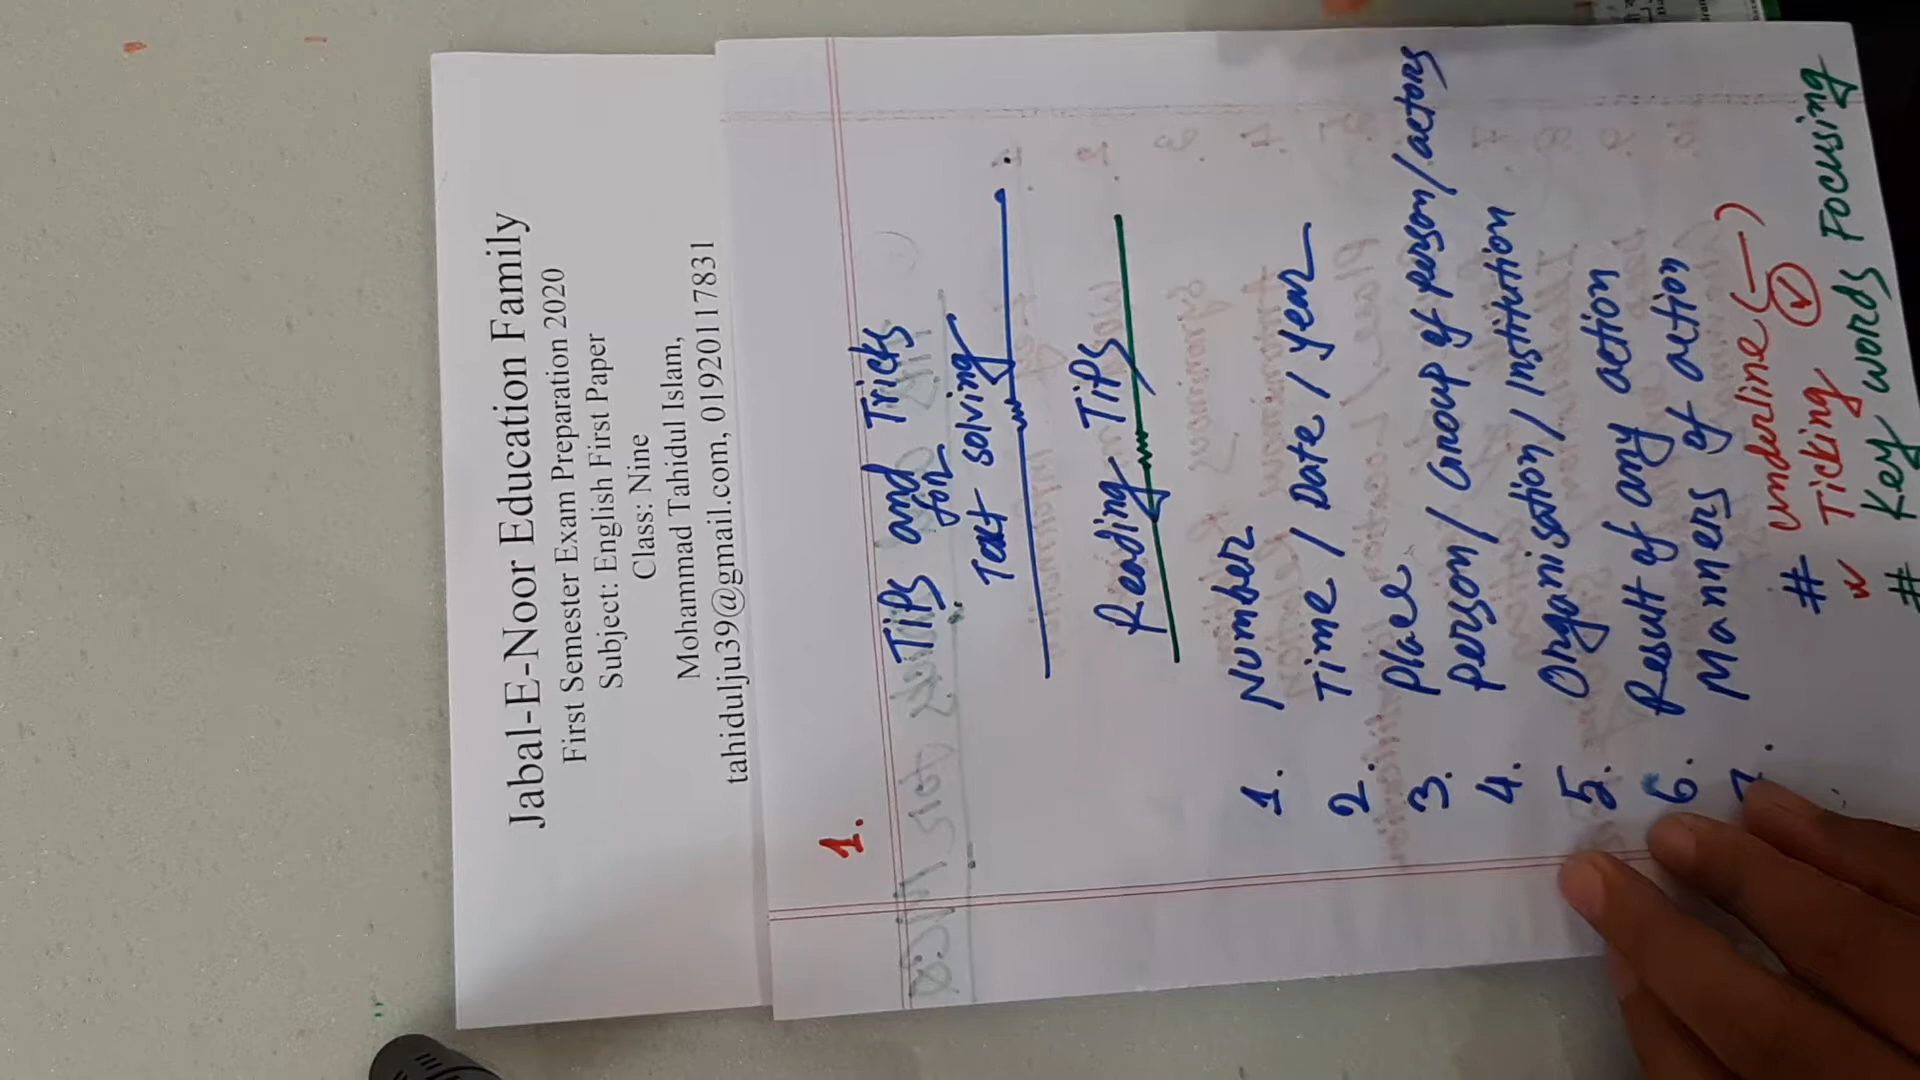 Jabal-E-Noor Education Family
First Semester Exam Preparation 2020
Subject: English First Paper
Class: Nine
Mohammad Tahidul Islam,
tahidulju39@gmail.com, 01920117831
1.
Tips and Tricks
for
Text solving
Reading Tips
1. Number
2. Time / Date / Year
3. Place
4. Person / Group of person / actors
5. Organisation / Institution
6. Result of any action
7. Manners of action
# underline (—)
✓ Ticking ✓
# Key words Focusing